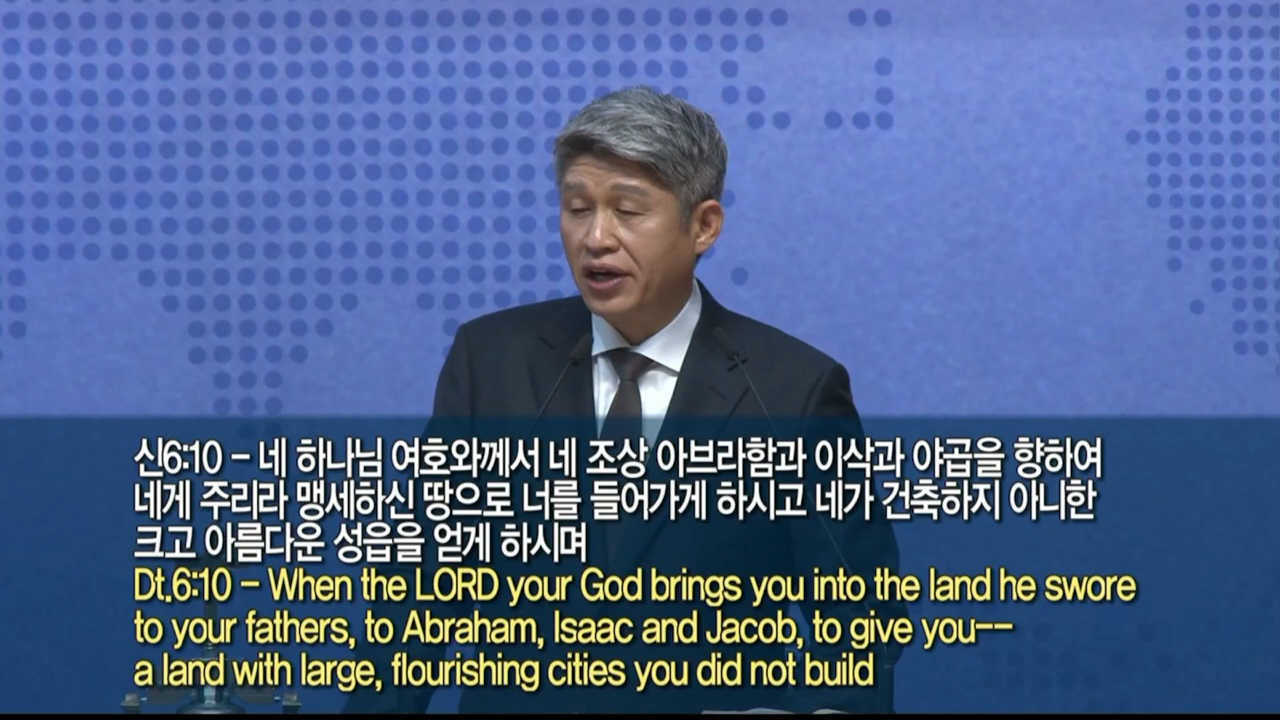 신6:10 - 네 하나님 여호와께서 네 조상 아브라함과 이삭과 야곱을 향하여
네게 주리라 맹세하신 땅으로 너를 들어가게 하시고 네가 건축하지 아니한
크고 아름다운 성읍을 얻게 하시며
Dt.6:10 - When the LORD your God brings you into the land he swore
to your fathers, to Abraham, Isaac and Jacob, to give you--
a land with large, flourishing cities you did not build